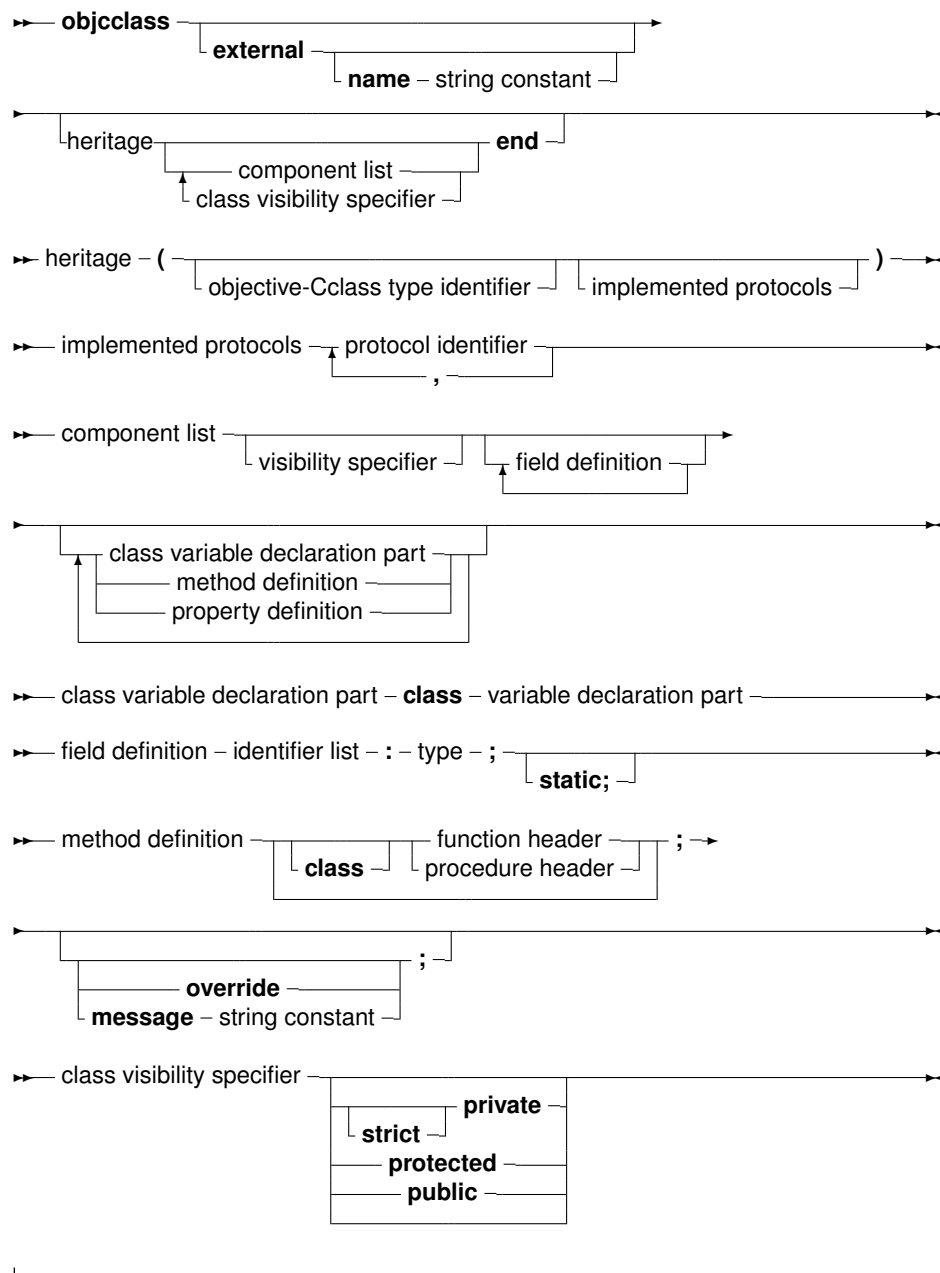 objcclass
external
name string constant
heritage end
component list
class visibility specifier
heritage ( )
objective-Cclass type identifier implemented protocols
implemented protocols protocol identifier
,
component list
visibility specifier field definition
class variable declaration part
method definition
property definition
class variable declaration part class variable declaration part
field definition identifier list : type ;
static;
method definition function header ;
class procedure header
;
override
message string constant
class visibility specifier
private
strict
protected
public